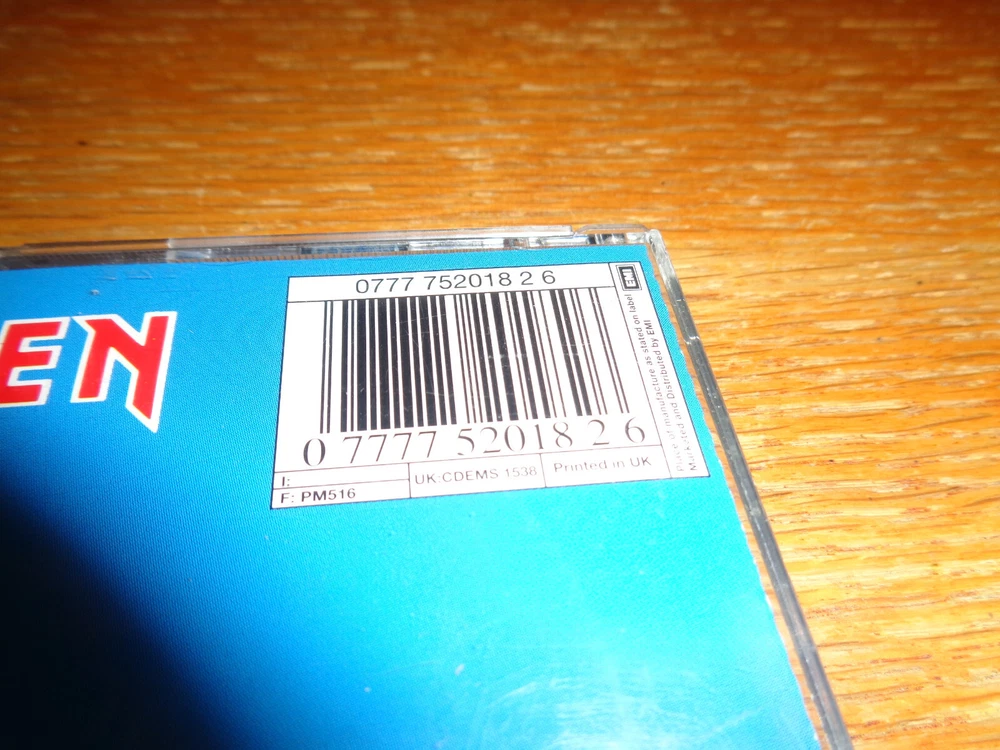 0777 752018 2 6
EN
0 7777 52018 2 6
I:
F: PM516
UK:CDEMS 1538
Printed in UK
EMI
Place of manufacture as stated on label
Marketed and Distributed by EMI